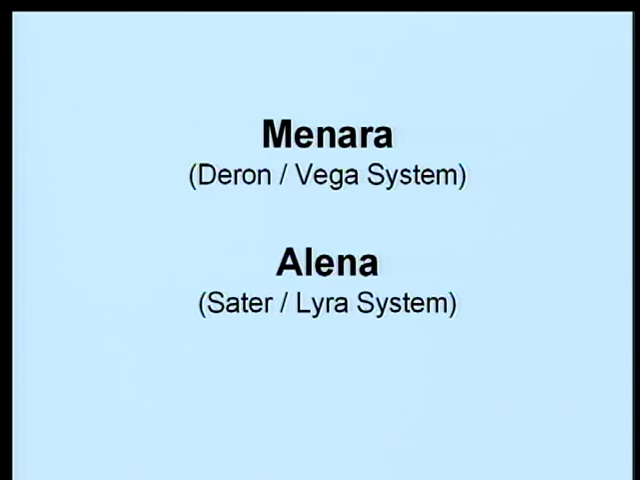 Menara
(Deron / Vega System)
Alena
(Sater / Lyra System)